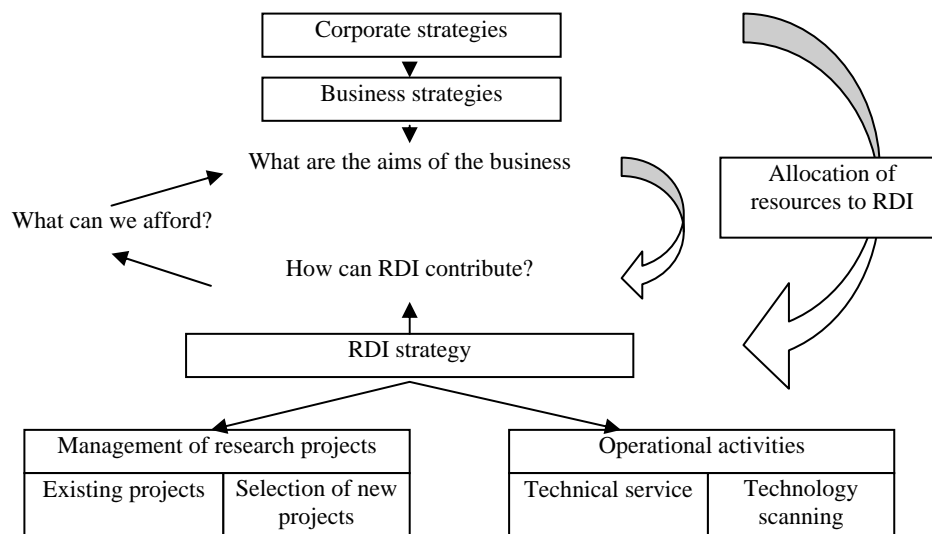 Corporate strategies
Business strategies
What are the aims of the business
Allocation of
resources to RDI
What can we afford?
How can RDI contribute?
RDI strategy
Management of research projects
Operational activities
Existing projects
Selection of new
projects
Technical service
Technology
scanning